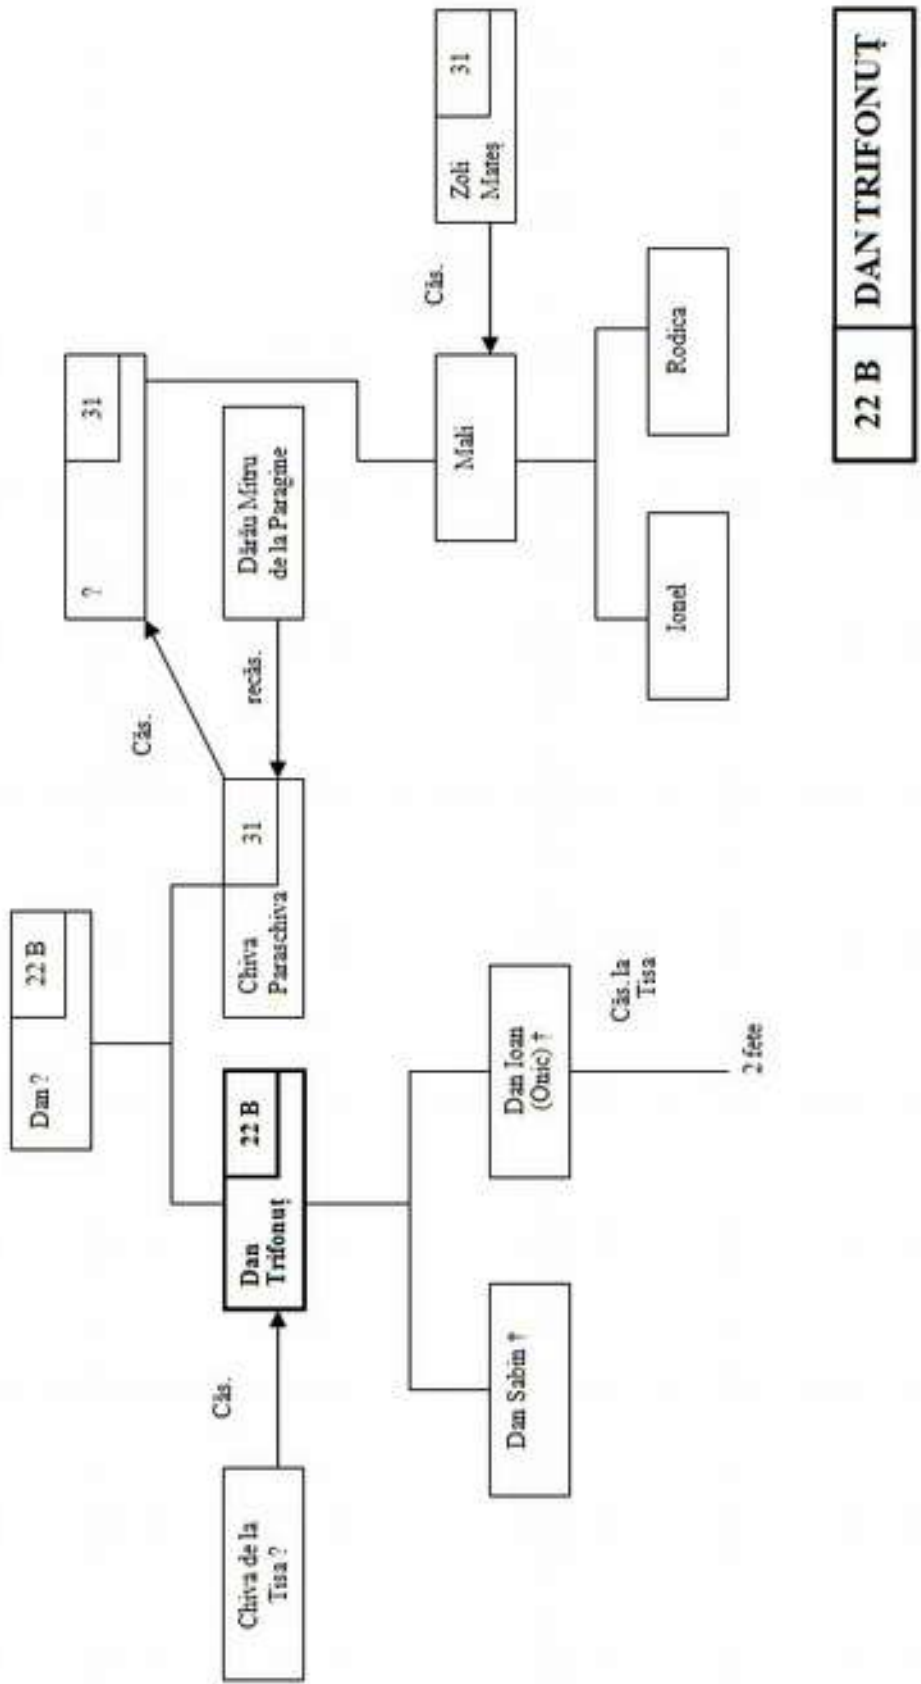 Dan ?
22 B
?
31
Căs.
Chiva de la
Tisa ?
Căs.
Dan
Trifonuț
22 B
Chiva
Paraschiva
31
recăs.
Dărău Mitru
de la Paragine
Căs.
Mali
Zoli
Mateș
31
Dan Sabin †
Dan Ioan
(Onic) †
Căs. la
Tisa
2 fete
Ionel
Rodica
22 B
DAN TRIFONUȚ